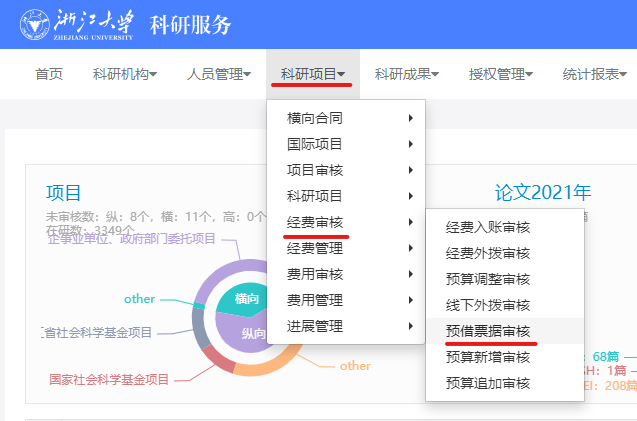 浙江大学 科研服务
ZHEJIANG UNIVERSITY
首页 科研机构 人员管理 科研项目 科研成果 授权管理 统计报表
横向合同
国际项目
项目审核
科研项目
经费审核
经费管理
费用审核
费用管理
进展管理
经费入账审核
经费外拨审核
预算调整审核
线下外拨审核
预借票据审核
预算新增审核
预算追加审核
项目
未审核数：纵：8个，横：11个，高：0个
在研数：3349个
企事业单位、政府部门委托项目
other
横向
纵向
省社会科学基金项目
国家社会科学基金项目
other
论文2021年
篇
：68篇
SH：1篇
EI：208篇